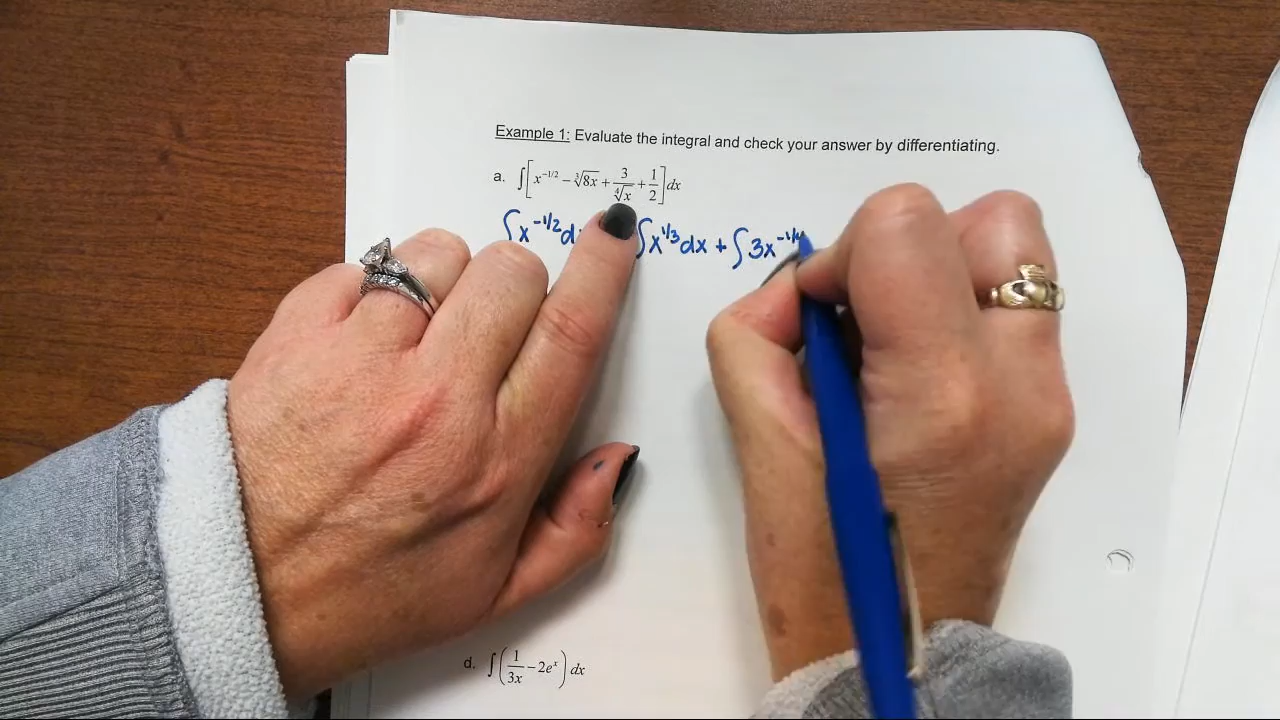 Example 1: Evaluate the integral and check your answer by differentiating.
a. ∫[x^{-1/2} - ∛(8x) + 3/∜x + 1/2]dx
∫x^{-1/2}d ∫x^{1/3}dx + ∫3x^{-1/4}
d. ∫(1/(3x) - 2e^x)dx